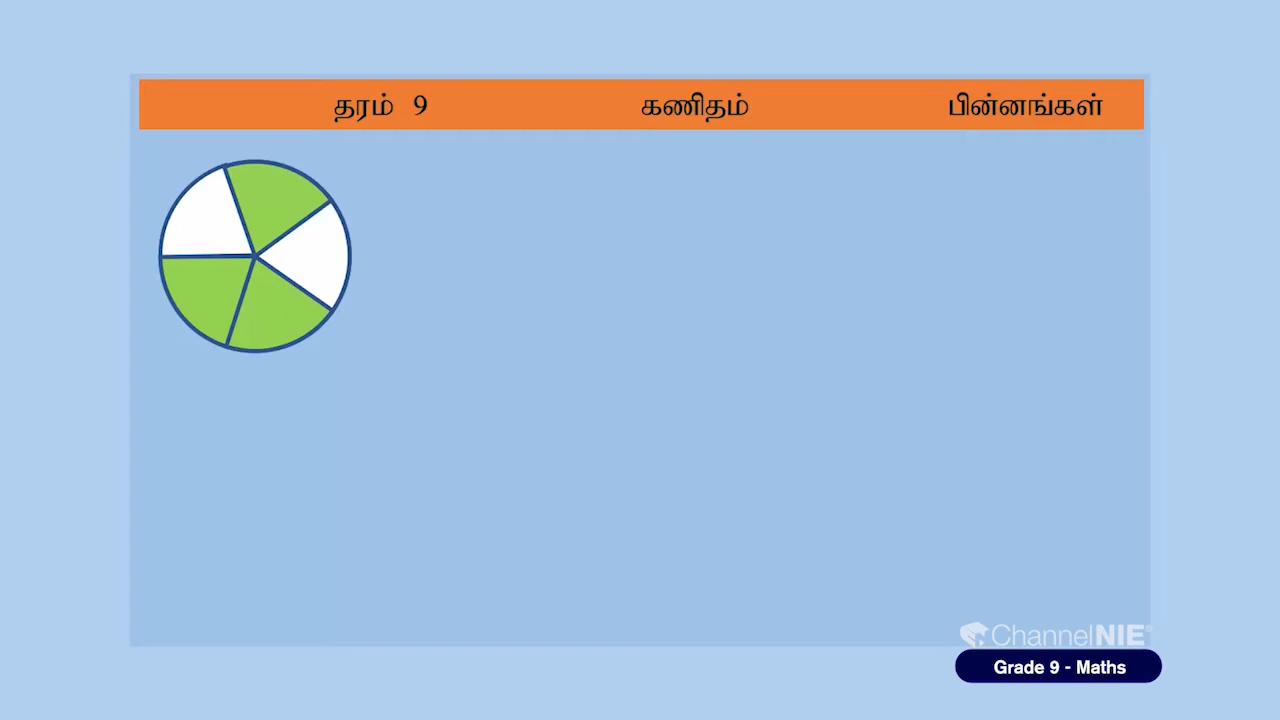 தரம் 9 கணிதம் பின்னங்கள்
ChannelNIE
Grade 9 - Maths